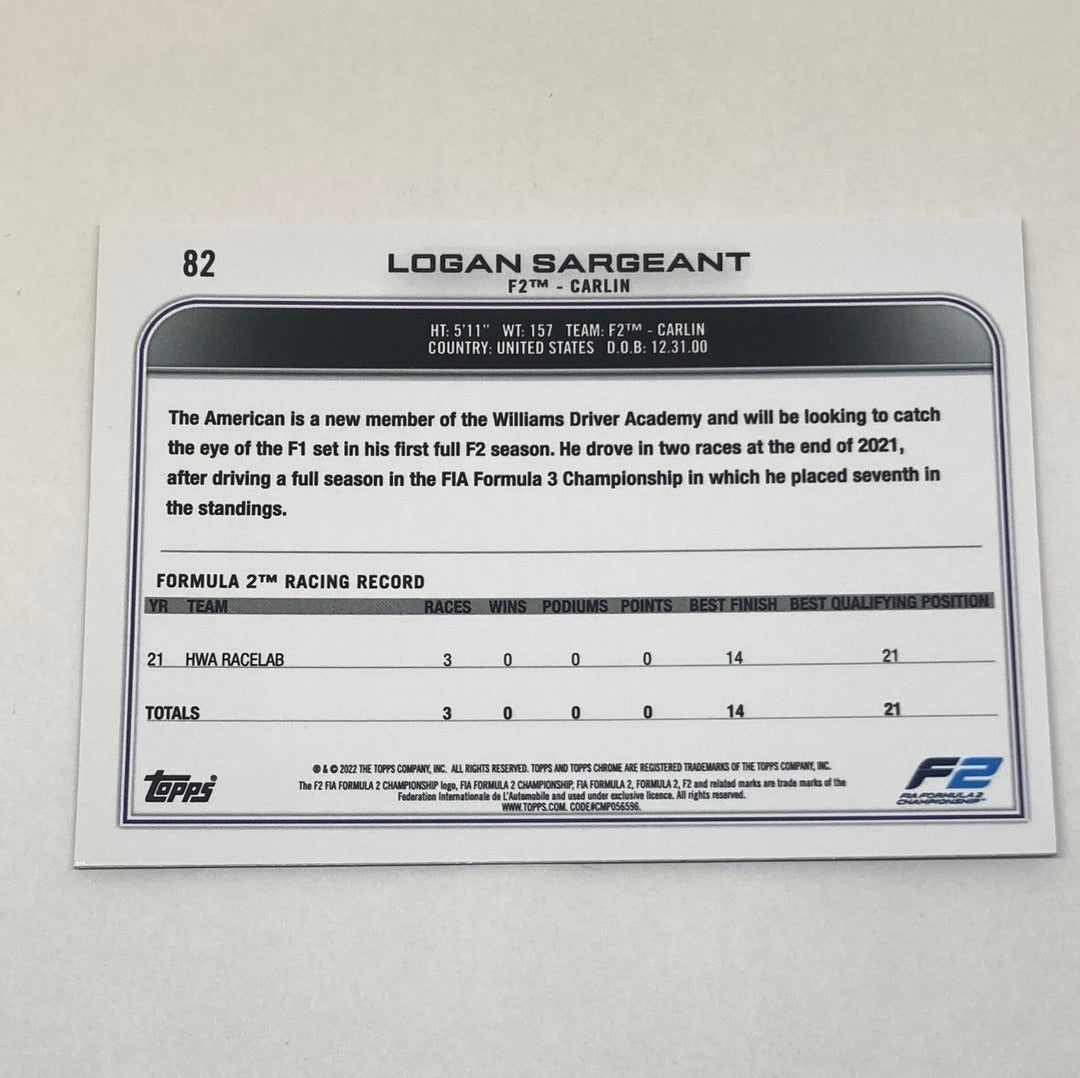 82
LOGAN SARGEANT
F2™ - CARLIN
HT: 5'11" WT: 157 TEAM: F2™ - CARLIN
COUNTRY: UNITED STATES D.O.B: 12.31.00
The American is a new member of the Williams Driver Academy and will be looking to catch
the eye of the F1 set in his first full F2 season. He drove in two races at the end of 2021,
after driving a full season in the FIA Formula 3 Championship in which he placed seventh in
the standings.
FORMULA 2™ RACING RECORD
YR TEAM RACES WINS PODIUMS POINTS BEST FINISH BEST QUALIFYING POSITION
21 HWA RACELAB 3 0 0 0 14 21
TOTALS 3 0 0 0 14 21
® & © 2022 THE TOPPS COMPANY, INC. ALL RIGHTS RESERVED. TOPPS AND TOPPS CHROME ARE REGISTERED TRADEMARKS OF THE TOPPS COMPANY, INC.
The F2 FIA FORMULA 2 CHAMPIONSHIP logo, FIA FORMULA 2 CHAMPIONSHIP, FIA FORMULA 2, FORMULA 2, F2 and related marks are trade marks of the
Federation Internationale de L'Automobile and used under exclusive licence. All rights reserved.
WWW.TOPPS.COM. CODE#CMP056596.
topps
F2
FIA FORMULA 2
CHAMPIONSHIP™